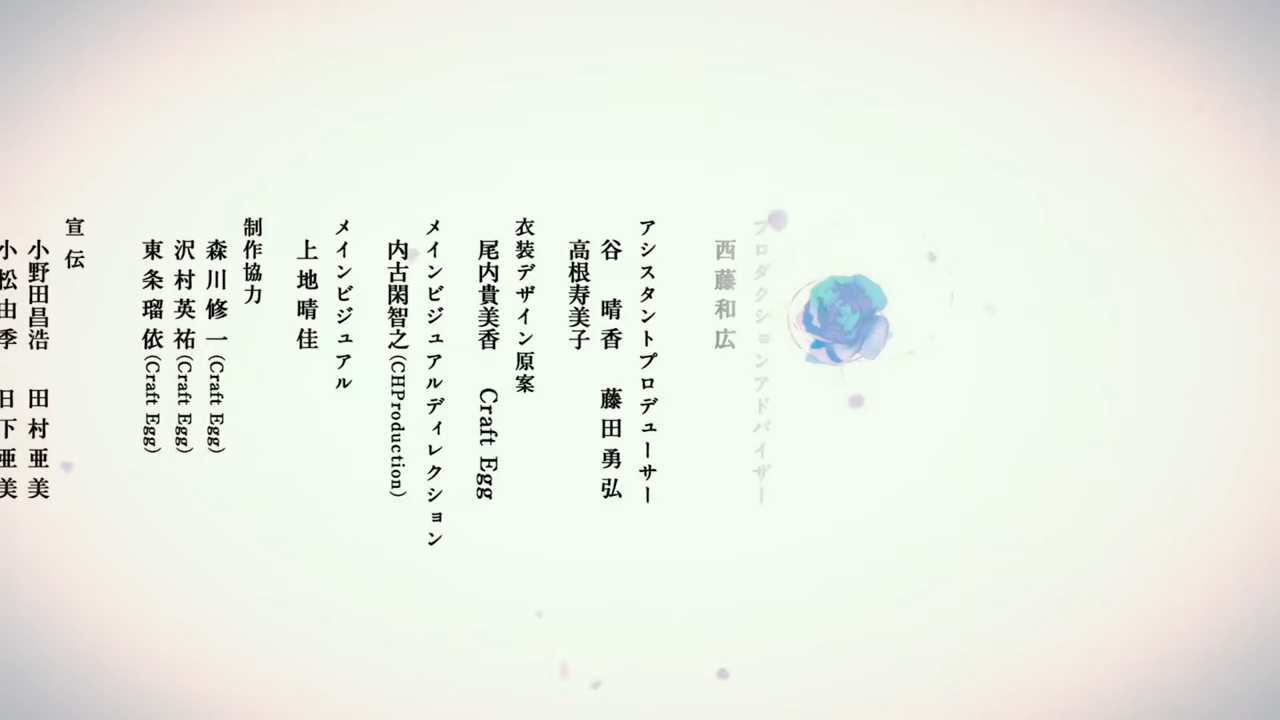 プロダクションアドバイザー
西藤和広
アシスタントプロデューサー
谷　晴香　藤田勇弘
高根寿美子
衣装デザイン原案
尾内貴美香　Craft Egg
メインビジュアルディレクション
内古閑智之(CHProduction)
メインビジュアル
上地晴佳
制作協力
森川修一(Craft Egg)
沢村英祐(Craft Egg)
東条瑠依(Craft Egg)
宣伝
小野田昌浩　田村亜美
小松由季　日下亜美